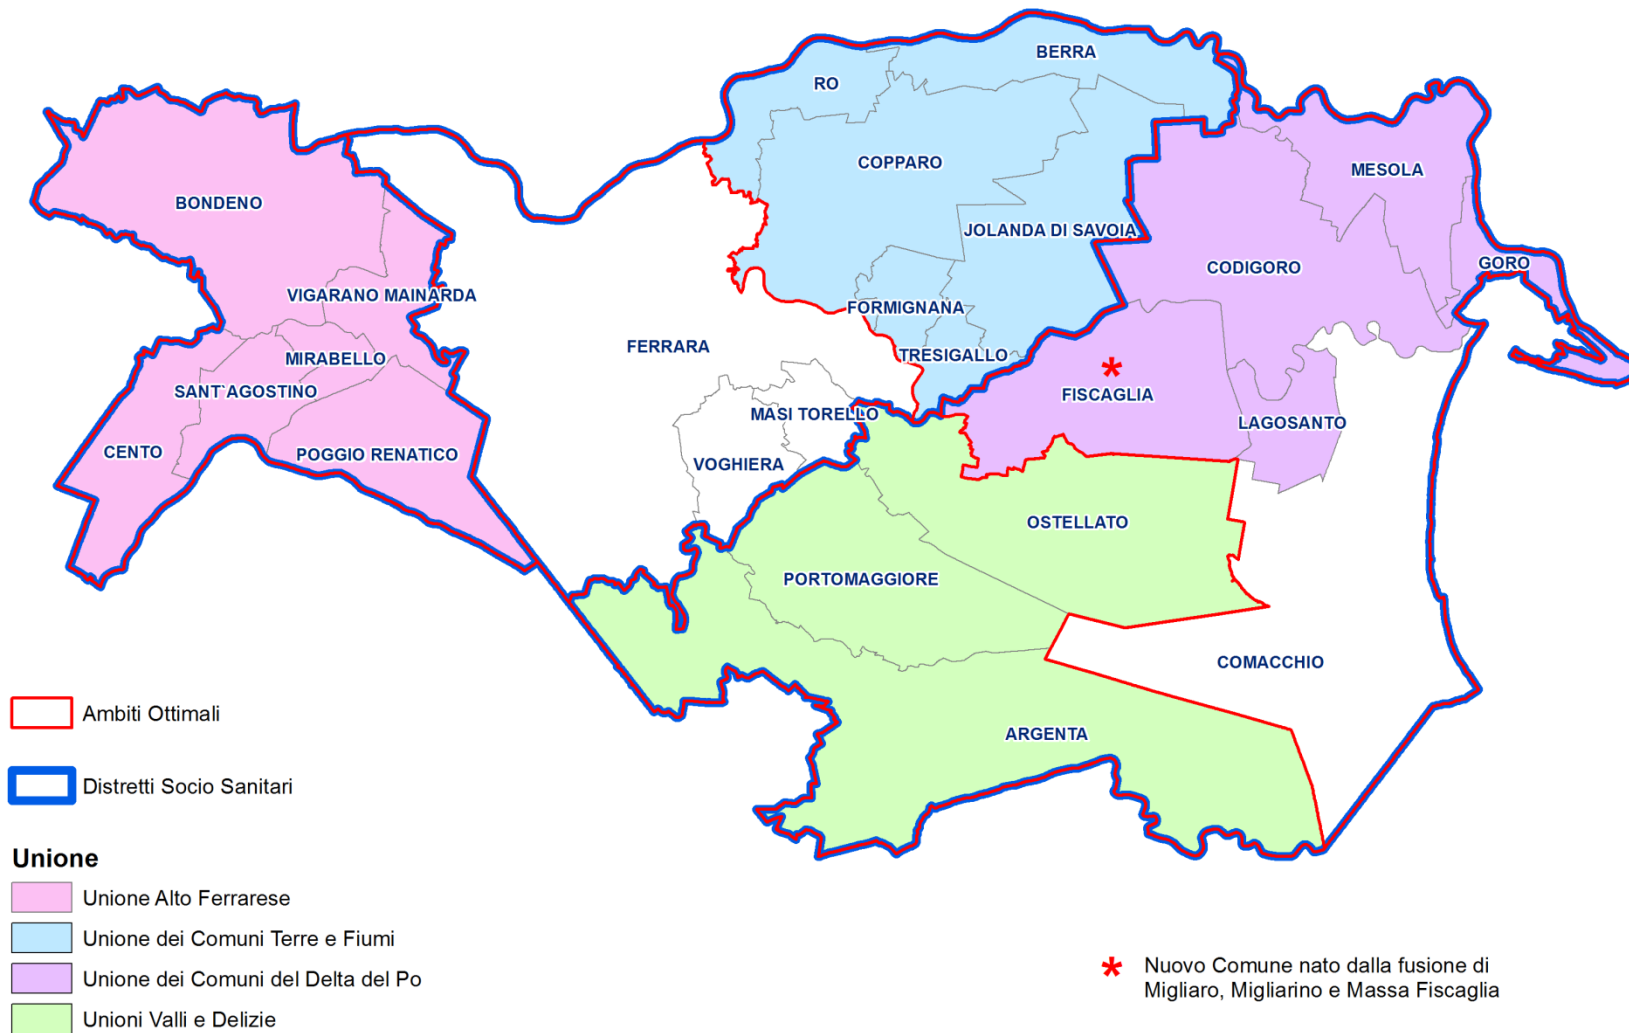 BERRA
RO
COPPARO
MESOLA
BONDENO
JOLANDA DI SAVOIA
GORO
CODIGORO
VIGARANO MAINARDA
FORMIGNANA
FERRARA
MIRABELLO
TRESIGALLO
SANT`AGOSTINO
FISCAGLIA
MASI TORELLO
LAGOSANTO
CENTO
POGGIO RENATICO
VOGHIERA
OSTELLATO
PORTOMAGGIORE
COMACCHIO
ARGENTA
Ambiti Ottimali
Distretti Socio Sanitari
Unione
Unione Alto Ferrarese
Unione dei Comuni Terre e Fiumi
Unione dei Comuni del Delta del Po
Unioni Valli e Delizie
* Nuovo Comune nato dalla fusione di
Migliaro, Migliarino e Massa Fiscaglia